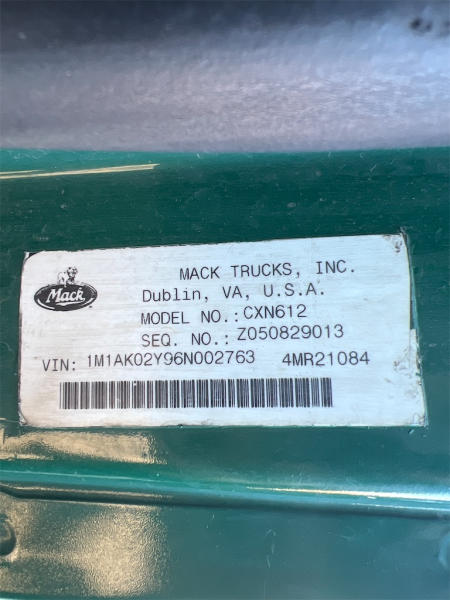 Mack
MACK TRUCKS, INC.
Dublin, VA, U.S.A.
MODEL NO.:CXN612
SEQ. NO.:Z050829013
VIN: 1M1AK02Y96N002763 4MR21084